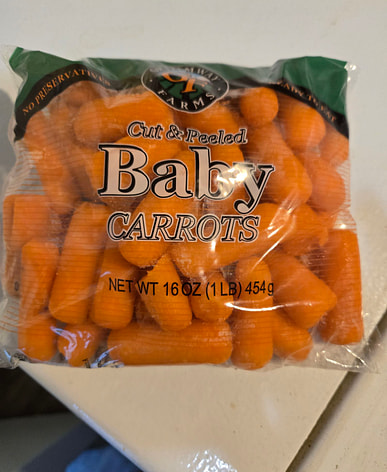 NO PRESERVATIVES
FARMS
Cut & Peeled
Baby
CARROTS
NET WT 16 OZ (1 LB) 454g